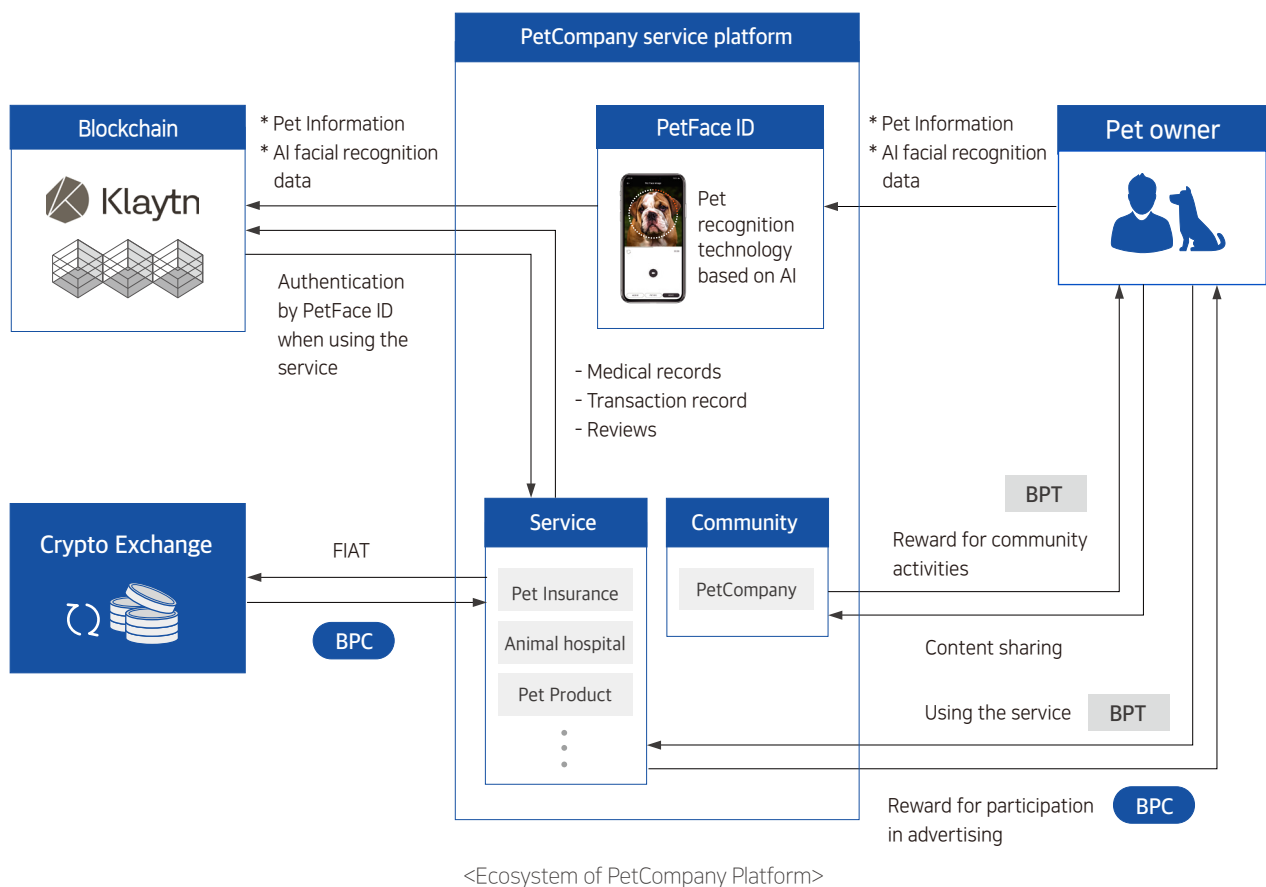 PetCompany service platform
Blockchain
* Pet Information
* AI facial recognition
data
PetFace ID
* Pet Information
* AI facial recognition
data
Pet owner
Klaytn
Pet
recognition
technology
based on AI
Authentication
by PetFace ID
when using the
service
- Medical records
- Transaction record
- Reviews
BPT
Crypto Exchange
FIAT
BPC
Service
Pet Insurance
Animal hospital
Pet Product
Community
PetCompany
Reward for community
activities
Content sharing
Using the service BPT
Reward for participation
in advertising
BPC
<Ecosystem of PetCompany Platform>